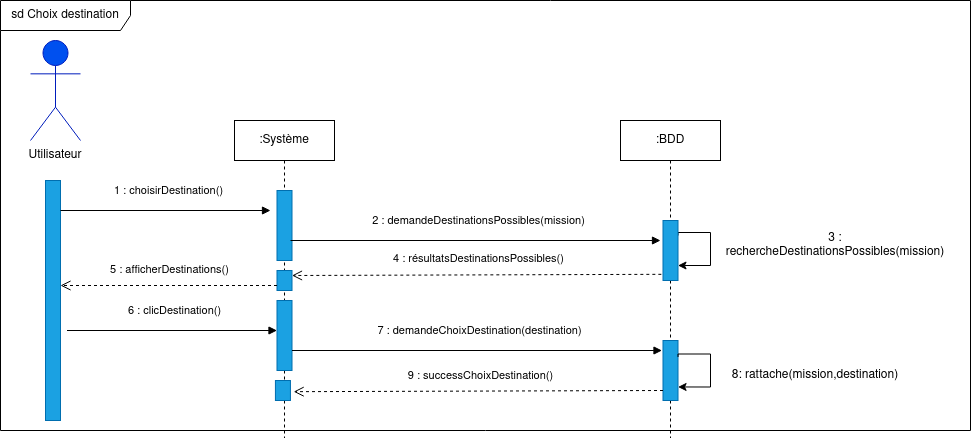 sd Choix destination
Utilisateur
:Système
:BDD
1 : choisirDestination()
2 : demandeDestinationsPossibles(mission)
3 :
rechercheDestinationsPossibles(mission)
4 : résultatsDestinationsPossibles()
5 : afficherDestinations()
6 : clicDestination()
7 : demandeChoixDestination(destination)
8: rattache(mission,destination)
9 : successChoixDestination()